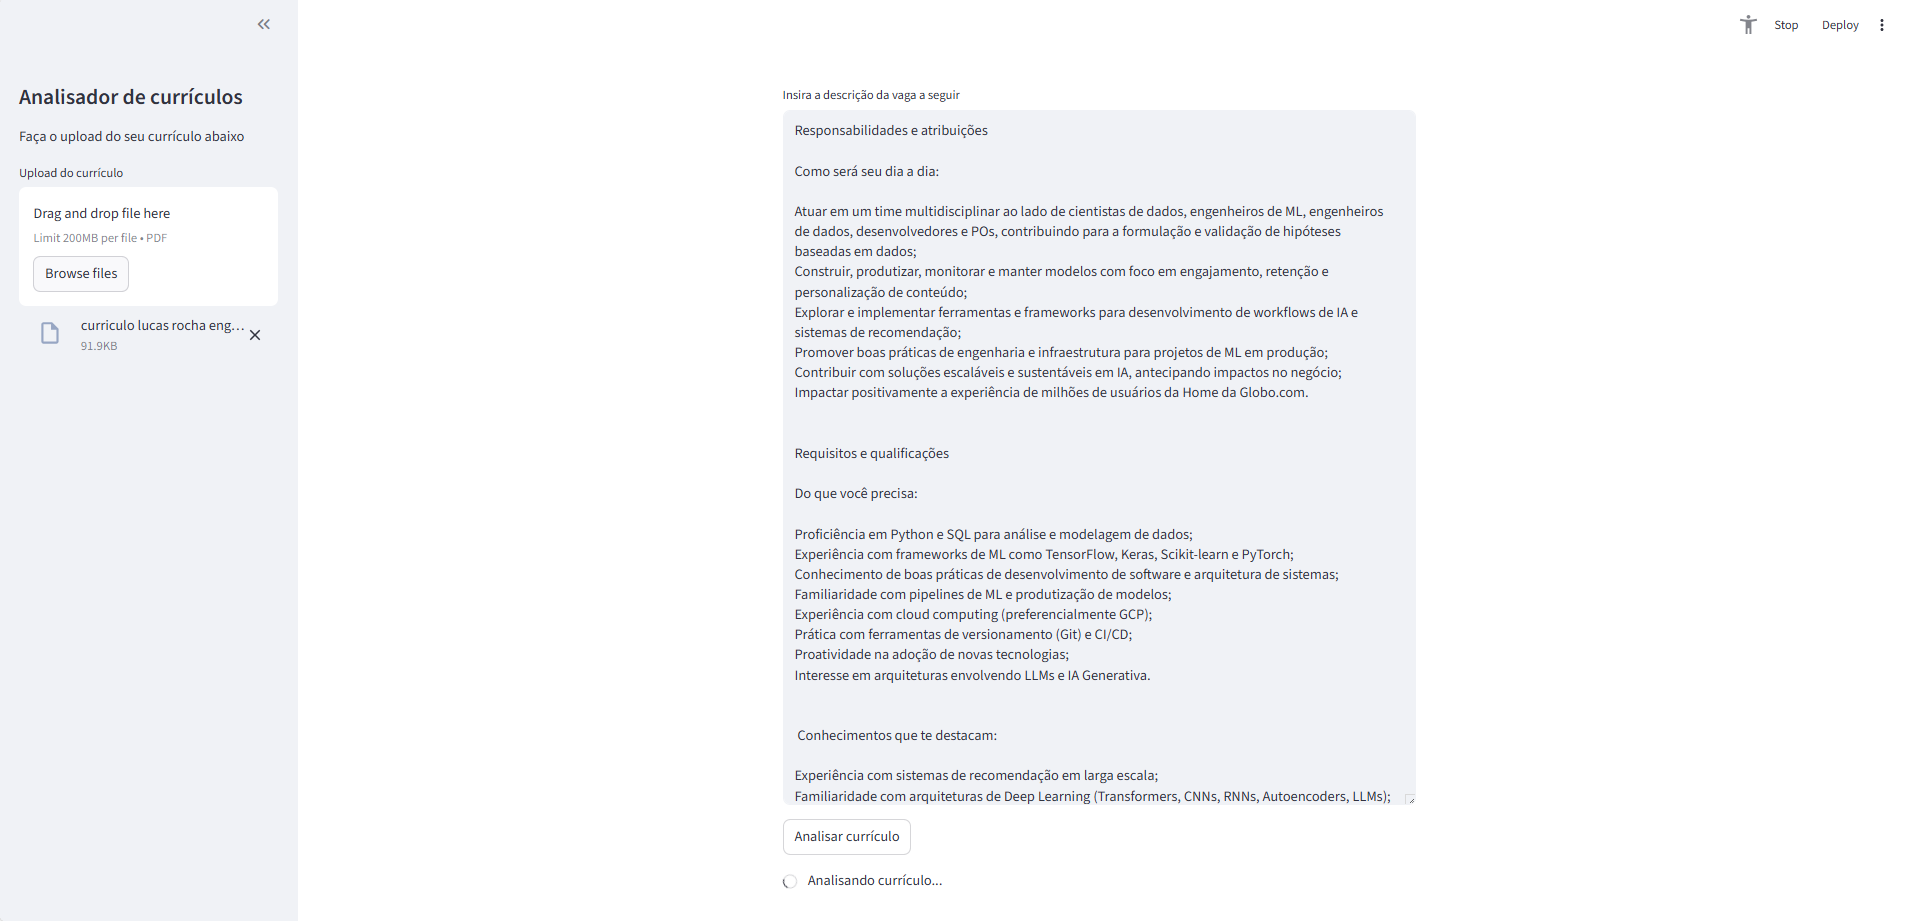 Stop
Deploy
Analisador de currículos
Faça o upload do seu currículo abaixo
Upload do currículo
Drag and drop file here
Limit 200MB per file • PDF
Browse files
curriculo lucas rocha eng...
91.9KB
Insira a descrição da vaga a seguir
Responsabilidades e atribuições
Como será seu dia a dia:
Atuar em um time multidisciplinar ao lado de cientistas de dados, engenheiros de ML, engenheiros
de dados, desenvolvedores e POs, contribuindo para a formulação e validação de hipóteses
baseadas em dados;
Construir, produtizar, monitorar e manter modelos com foco em engajamento, retenção e
personalização de conteúdo;
Explorar e implementar ferramentas e frameworks para desenvolvimento de workflows de IA e
sistemas de recomendação;
Promover boas práticas de engenharia e infraestrutura para projetos de ML em produção;
Contribuir com soluções escaláveis e sustentáveis em IA, antecipando impactos no negócio;
Impactar positivamente a experiência de milhões de usuários da Home da Globo.com.
Requisitos e qualificações
Do que você precisa:
Proficiência em Python e SQL para análise e modelagem de dados;
Experiência com frameworks de ML como TensorFlow, Keras, Scikit-learn e PyTorch;
Conhecimento de boas práticas de desenvolvimento de software e arquitetura de sistemas;
Familiaridade com pipelines de ML e produtização de modelos;
Experiência com cloud computing (preferencialmente GCP);
Prática com ferramentas de versionamento (Git) e CI/CD;
Proatividade na adoção de novas tecnologias;
Interesse em arquiteturas envolvendo LLMs e IA Generativa.
Conhecimentos que te destacam:
Experiência com sistemas de recomendação em larga escala;
Familiaridade com arquiteturas de Deep Learning (Transformers, CNNs, RNNs, Autoencoders, LLMs);
Analisar currículo
Analisando currículo...